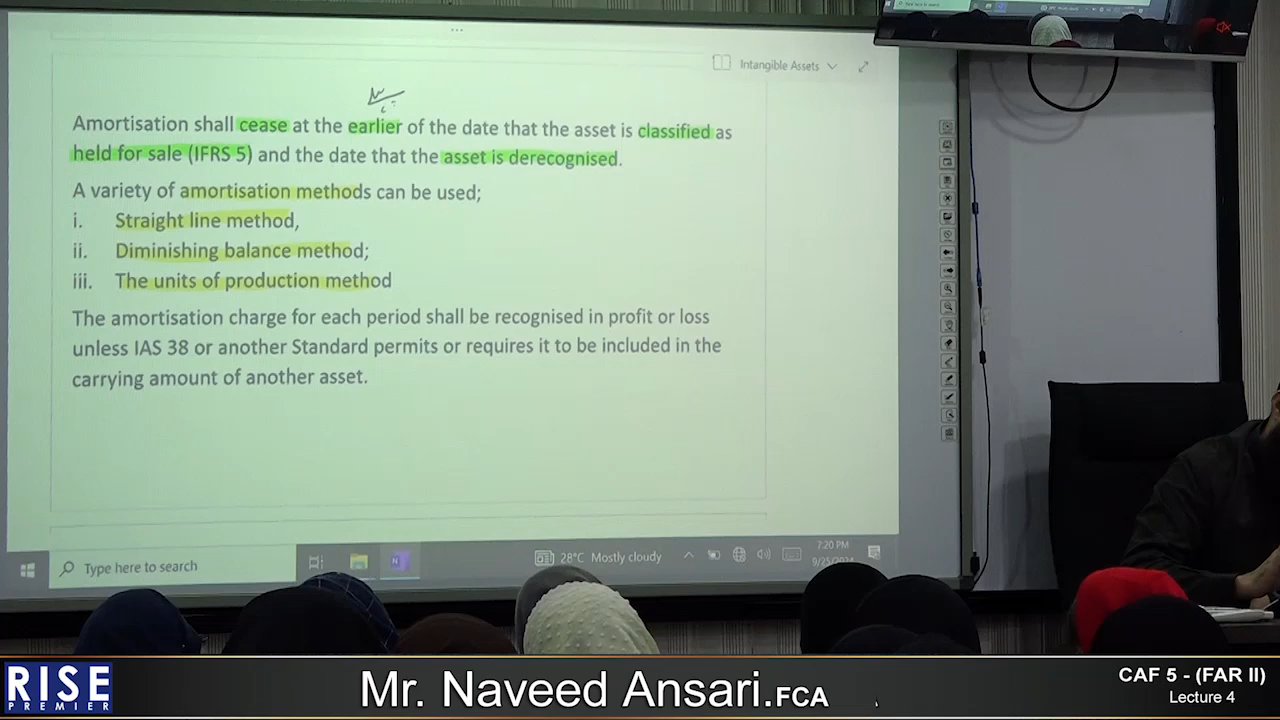 Intangible Assets
Amortisation shall cease at the earlier of the date that the asset is classified as
held for sale (IFRS 5) and the date that the asset is derecognised.
A variety of amortisation methods can be used;
i. Straight line method,
ii. Diminishing balance method;
iii. The units of production method
The amortisation charge for each period shall be recognised in profit or loss
unless IAS 38 or another Standard permits or requires it to be included in the
carrying amount of another asset.
Type here to search
28°C Mostly cloudy
7:20 PM
RISE
PREMIER
Mr. Naveed Ansari.FCA
CAF 5 - (FAR II)
Lecture 4